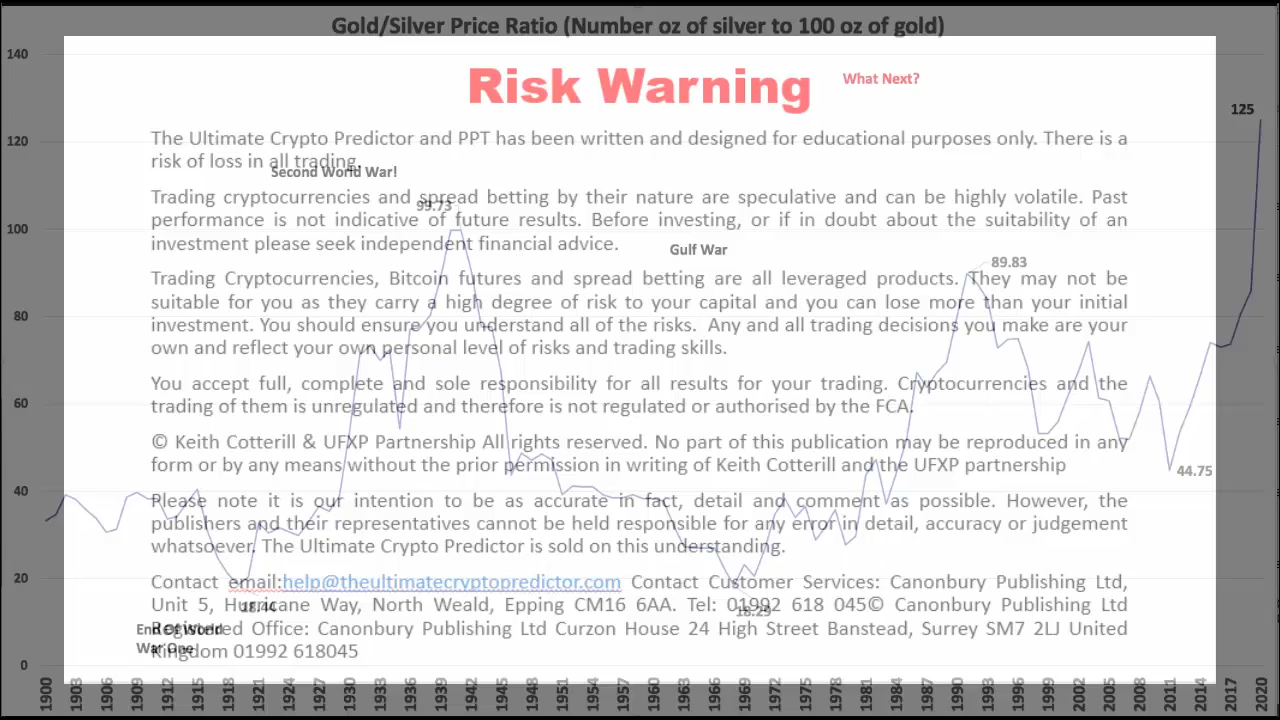 Gold/Silver Price Ratio (Number oz of silver to 100 oz of gold)
Risk Warning
What Next?
The Ultimate Crypto Predictor and PPT has been written and designed for educational purposes only. There is a
risk of loss in all trading.
Second World War!
Trading cryptocurrencies and spread betting by their nature are speculative and can be highly volatile. Past
99.73
performance is not indicative of future results. Before investing, or if in doubt about the suitability of an
investment please seek independent financial advice.
Gulf War
89.83
Trading Cryptocurrencies, Bitcoin futures and spread betting are all leveraged products. They may not be
suitable for you as they carry a high degree of risk to your capital and you can lose more than your initial
investment. You should ensure you understand all of the risks. Any and all trading decisions you make are your
own and reflect your own personal level of risks and trading skills.
You accept full, complete and sole responsibility for all results for your trading. Cryptocurrencies and the
trading of them is unregulated and therefore is not regulated or authorised by the FCA.
© Keith Cotterill & UFXP Partnership All rights reserved. No part of this publication may be reproduced in any
form or by any means without the prior permission in writing of Keith Cotterill and the UFXP partnership
44.75
Please note it is our intention to be as accurate in fact, detail and comment as possible. However, the
publishers and their representatives cannot be held responsible for any error in detail, accuracy or judgement
whatsoever. The Ultimate Crypto Predictor is sold on this understanding.
Contact email:help@theultimatecryptopredictor.com Contact Customer Services: Canonbury Publishing Ltd,
Unit 5, Hurricane Way, North Weald, Epping CM16 6AA. Tel: 01992 618 045© Canonbury Publishing Ltd
18.44
18.29
Registered Office: Canonbury Publishing Ltd Curzon House 24 High Street Banstead, Surrey SM7 2LJ United
Kingdom 01992 618045
End Of World
War One
125
140
120
100
80
60
40
20
0
1900 1903 1906 1909 1912 1915 1918 1921 1924 1927 1930 1933 1936 1939 1942 1945 1948 1951 1954 1957 1960 1963 1966 1969 1972 1975 1978 1981 1984 1987 1990 1993 1996 1999 2002 2005 2008 2011 2014 2017 2020